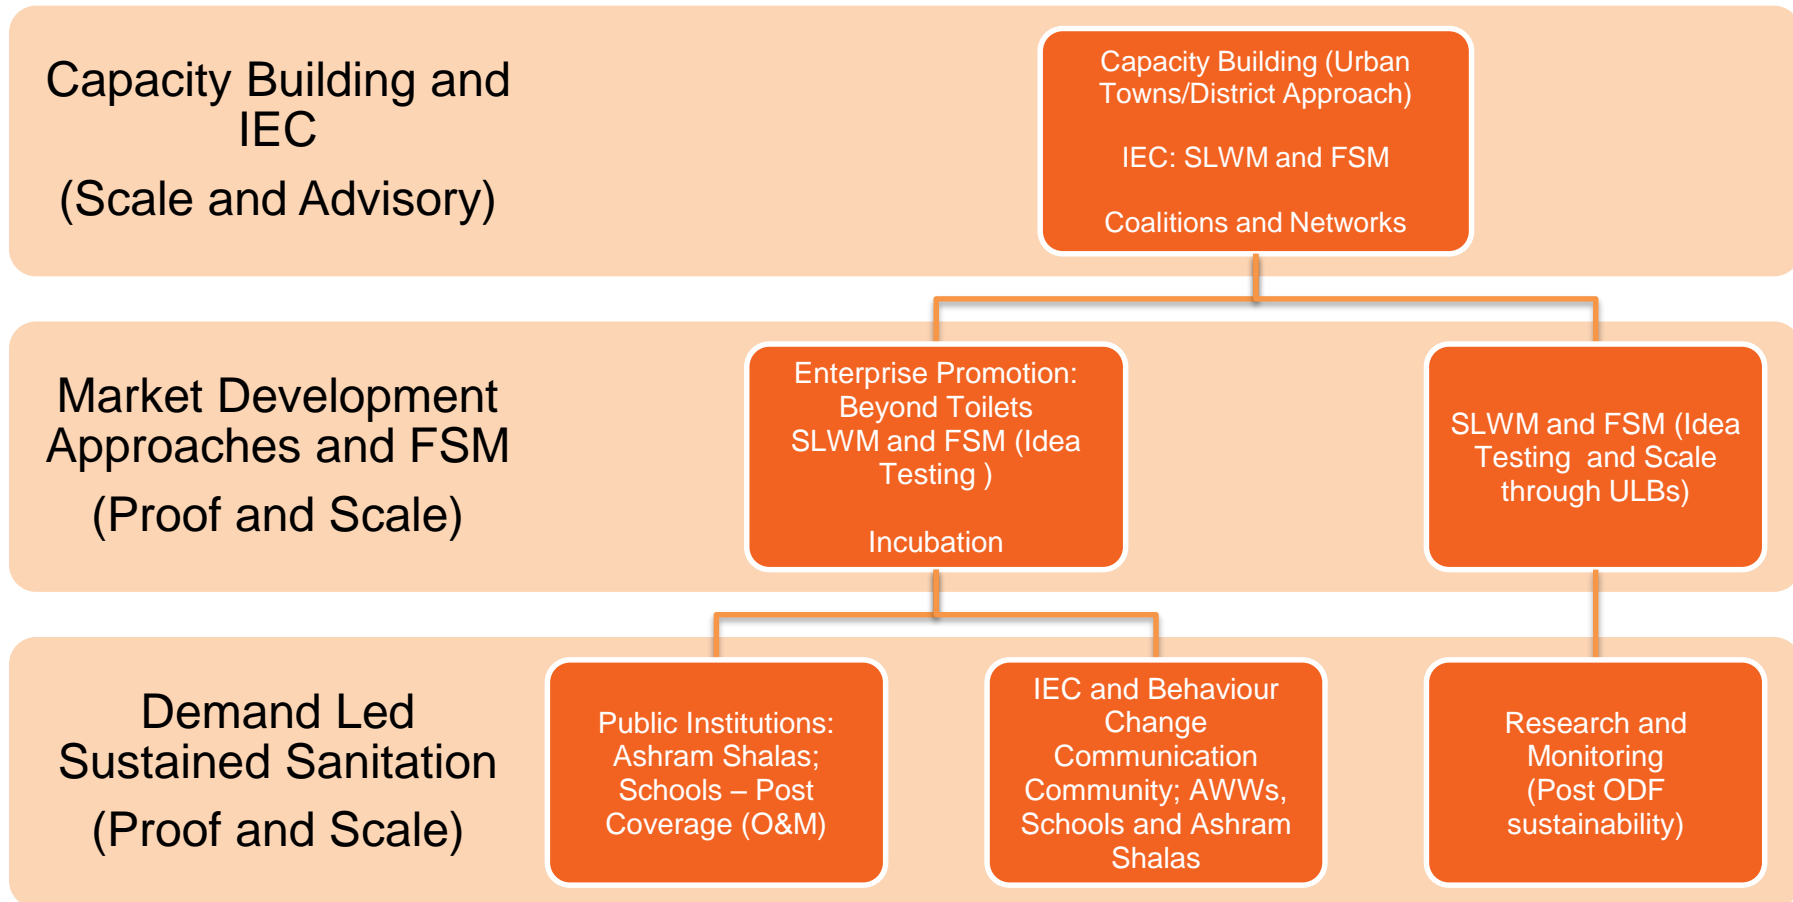 Capacity Building and
IEC
(Scale and Advisory)
Capacity Building (Urban
Towns/District Approach)
IEC: SLWM and FSM
Coalitions and Networks
Market Development
Approaches and FSM
(Proof and Scale)
Enterprise Promotion:
Beyond Toilets
SLWM and FSM (Idea
Testing )
Incubation
SLWM and FSM (Idea
Testing and Scale
through ULBs)
Demand Led
Sustained Sanitation
(Proof and Scale)
Public Institutions:
Ashram Shalas;
Schools – Post
Coverage (O&M)
IEC and Behaviour
Change
Communication
Community; AWWs,
Schools and Ashram
Shalas
Research and
Monitoring
(Post ODF
sustainability)